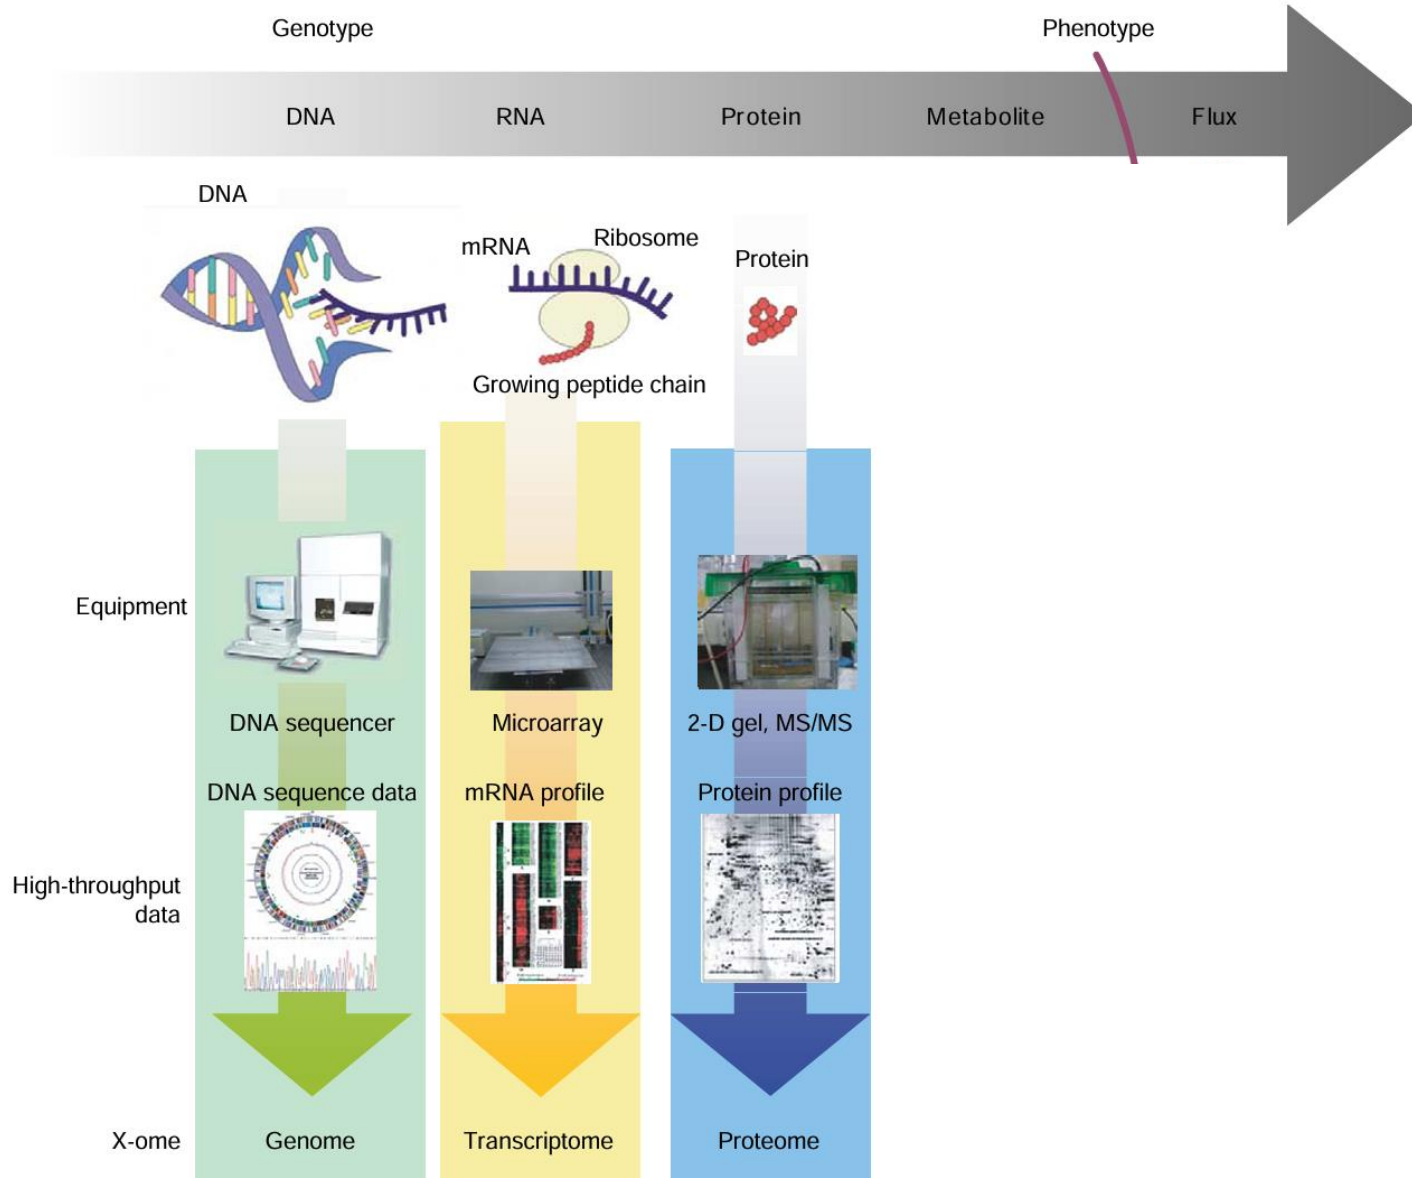 Genotype
Phenotype
DNA
RNA
Protein
Metabolite
Flux
DNA
mRNA
Ribosome
Protein
Growing peptide chain
Equipment
DNA sequencer
Microarray
2-D gel, MS/MS
DNA sequence data
mRNA profile
Protein profile
High-throughput
data
X-ome
Genome
Transcriptome
Proteome